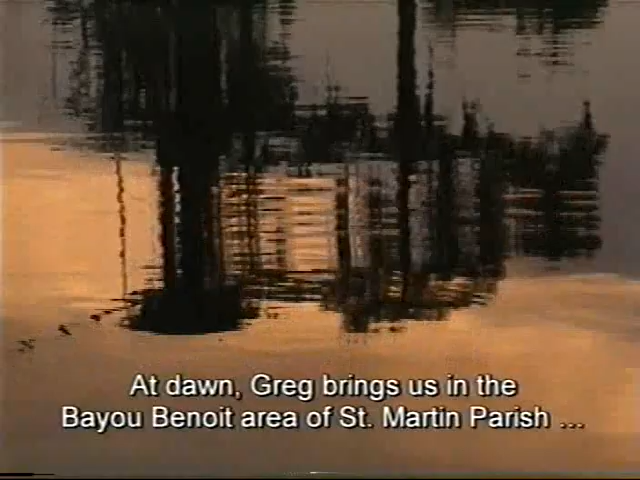 At dawn, Greg brings us in the
Bayou Benoit area of St. Martin Parish ...